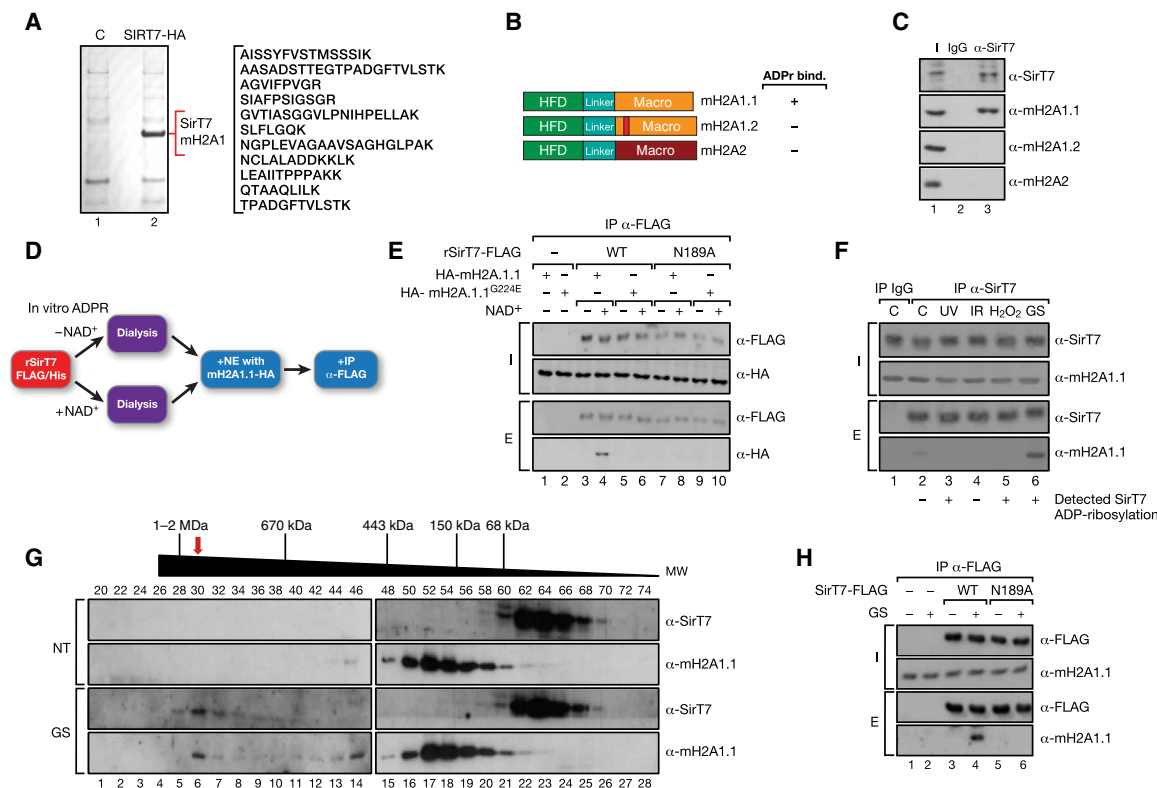 A
C SIRT7-HA
SirT7
mH2A1
1 2
AISSYFVSTMSSSIK
AASADSTTEGTPADGFTVLSTK
AGVIFPVGR
SIAFPSIGSGR
GVTIASGGVLPNIHPELLAK
SLFLGQK
NGPLEVAGAAVSAGHGLPAK
NCLALADDKKLK
LEAIITPPPAKK
QTAAQLILK
TPADGFTVLSTK
B
ADPr bind.
HFD Linker Macro mH2A1.1 +
HFD Linker Macro mH2A1.2 –
HFD Linker Macro mH2A2 –
C
I IgG α-SirT7
α-SirT7
α-mH2A1.1
α-mH2A1.2
α-mH2A2
1 2 3
D
In vitro ADPR
–NAD+
Dialysis
rSirT7
FLAG/His
+NAD+
Dialysis
+NE with
mH2A1.1-HA
+IP
α-FLAG
E
IP α-FLAG
rSirT7-FLAG – WT N189A
HA-mH2A.1.1 + – + – + –
HA- mH2A.1.1G224E – + – + – +
NAD+ – + – + – + – +
I
α-FLAG
α-HA
E
α-FLAG
α-HA
1 2 3 4 5 6 7 8 9 10
F
IP IgG IP α-SirT7
C C UV IR H2O2 GS
I
α-SirT7
α-mH2A1.1
E
α-SirT7
α-mH2A1.1
1 2 3 4 5 6
– + – + + Detected SirT7
ADP-ribosylation
G
1–2 MDa 670 kDa 443 kDa 150 kDa 68 kDa
MW
20 22 24 26 28 30 32 34 36 38 40 42 44 46 48 50 52 54 56 58 60 62 64 66 68 70 72 74
NT
α-SirT7
α-mH2A1.1
GS
α-SirT7
α-mH2A1.1
1 2 3 4 5 6 7 8 9 10 11 12 13 14 15 16 17 18 19 20 21 22 23 24 25 26 27 28
H
IP α-FLAG
SirT7-FLAG – – WT N189A
GS – + – + – +
I
α-FLAG
α-mH2A1.1
E
α-FLAG
α-mH2A1.1
1 2 3 4 5 6